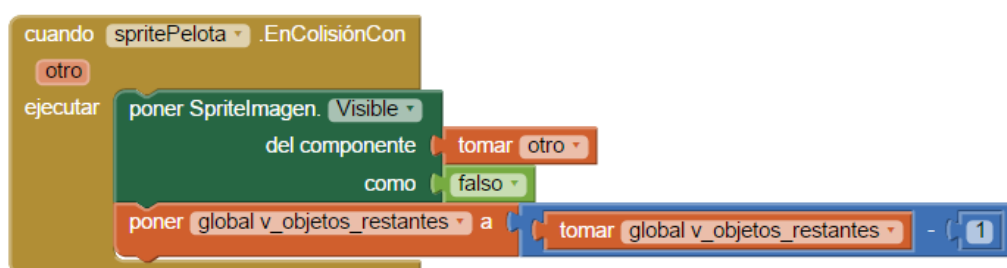 cuando spritePelota .EnColisiónCon
otro
ejecutar poner SpriteImagen. Visible
del componente tomar otro
como falso
poner global v_objetos_restantes a tomar global v_objetos_restantes - 1